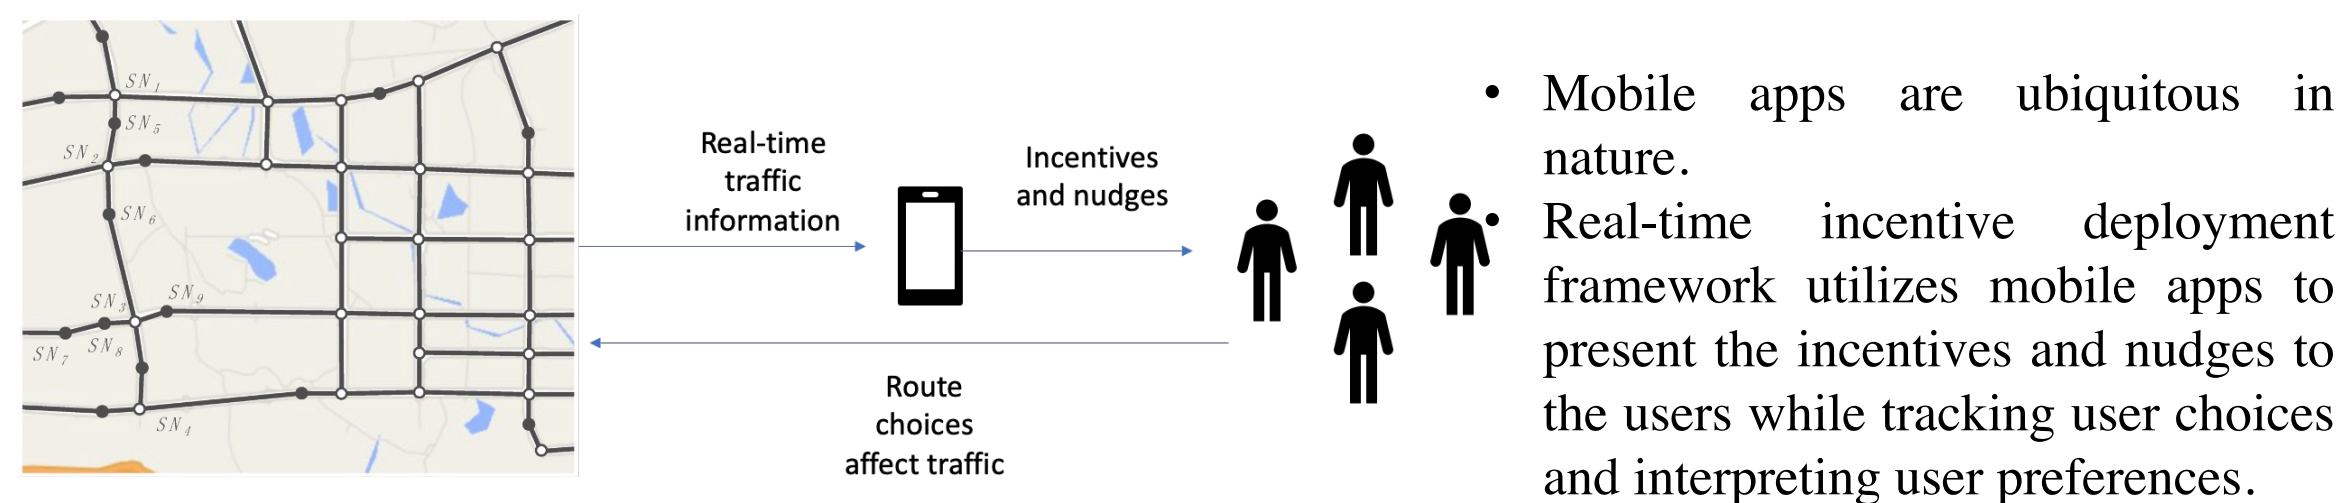 SN1
SN5
SN2
SN6
SN3
SN9
SN7
SN8
SN4
Real-time
traffic
information
Incentives
and nudges
Route
choices
affect traffic
• Mobile apps are ubiquitous in
nature.
• Real-time incentive deployment
framework utilizes mobile apps to
present the incentives and nudges to
the users while tracking user choices
and interpreting user preferences.